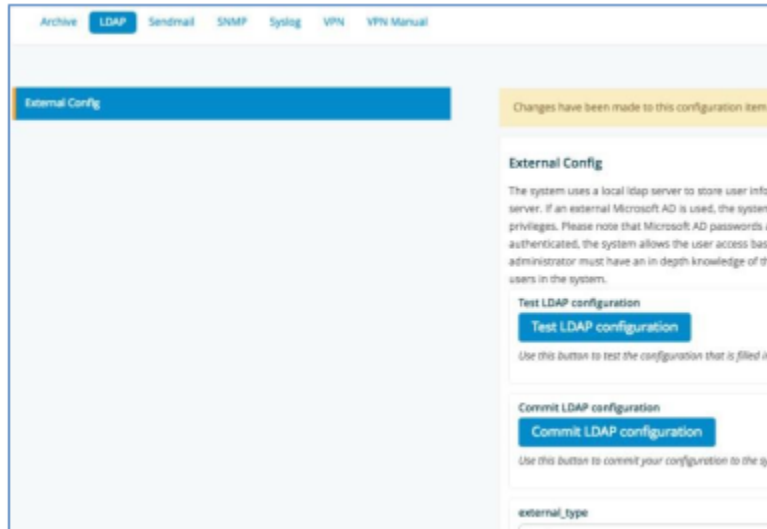 Archive LDAP Sendmail SNMP Syslog VPN VPN Manual
External Config
Changes have been made to this configuration item
External Config
The system uses a local ldap server to store user info
server. If an external Microsoft AD is used, the system
privileges. Please note that Microsoft AD passwords
authenticated, the system allows the user access bas
administrator must have an in depth knowledge of th
users in the system.
Test LDAP configuration
Test LDAP configuration
Use this button to test the configuration that is filled i
Commit LDAP configuration
Commit LDAP configuration
Use this button to commit your configuration to the sy
external_type